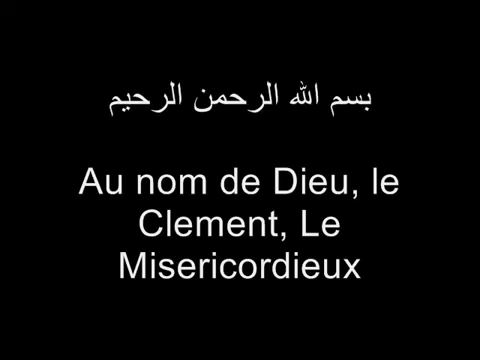 بسم الله الرحمن الرحيم
Au nom de Dieu, le
Clement, Le
Misericordieux